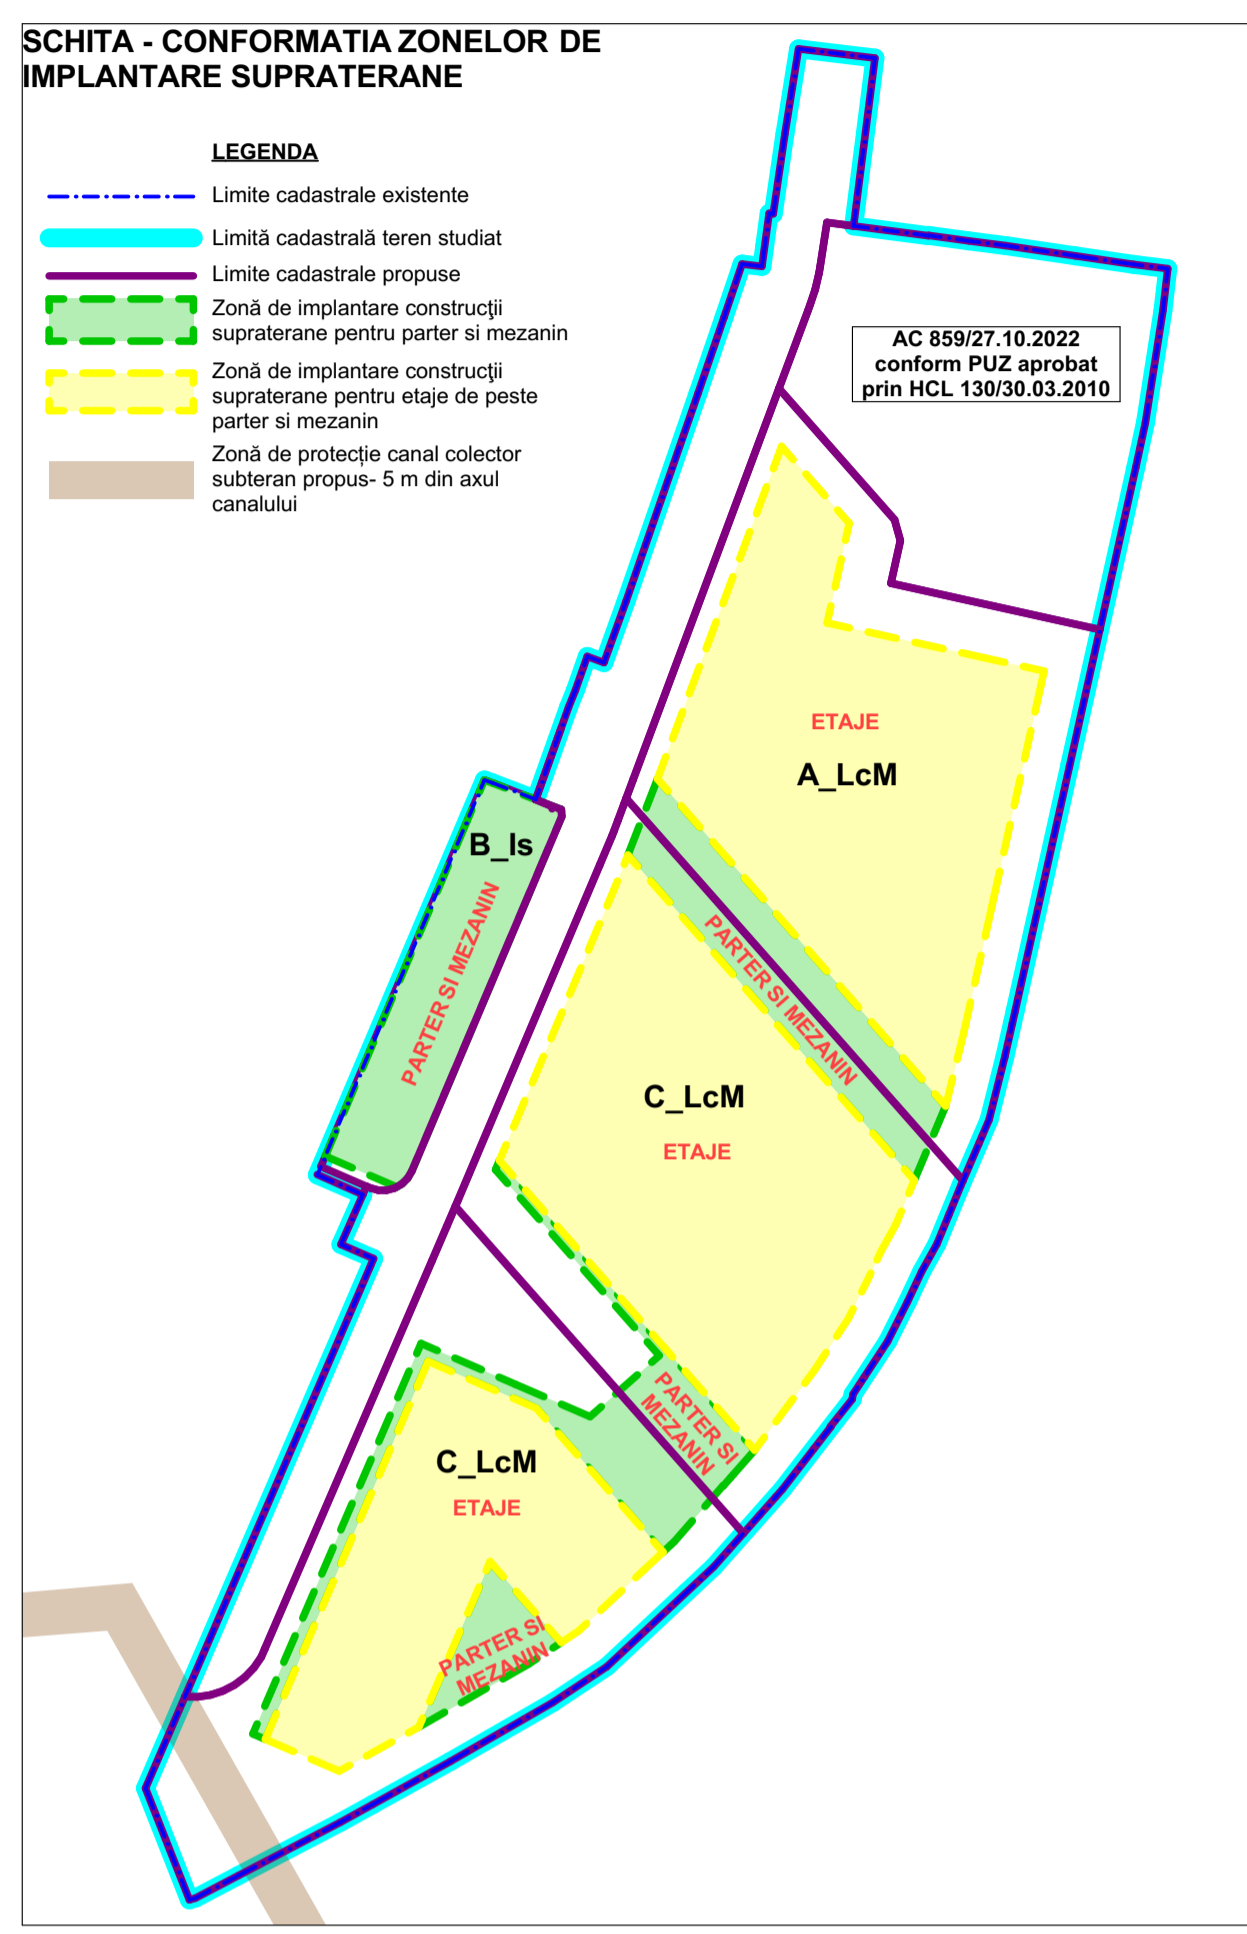 SCHITA - CONFORMATIA ZONELOR DE
IMPLANTARE SUPRATERANE
LEGENDA
Limite cadastrale existente
Limită cadastrală teren studiat
Limite cadastrale propuse
Zonă de implantare construcţii
supraterane pentru parter si mezanin
Zonă de implantare construcţii
supraterane pentru etaje de peste
parter si mezanin
Zonă de protecție canal colector
subteran propus- 5 m din axul
canalului
AC 859/27.10.2022
conform PUZ aprobat
prin HCL 130/30.03.2010
ETAJE
A_LcM
B_Is
PARTER SI MEZANIN
PARTER SI MEZANIN
C_LcM
ETAJE
PARTER SI
MEZANIN
C_LcM
ETAJE
PARTER SI
MEZANIN